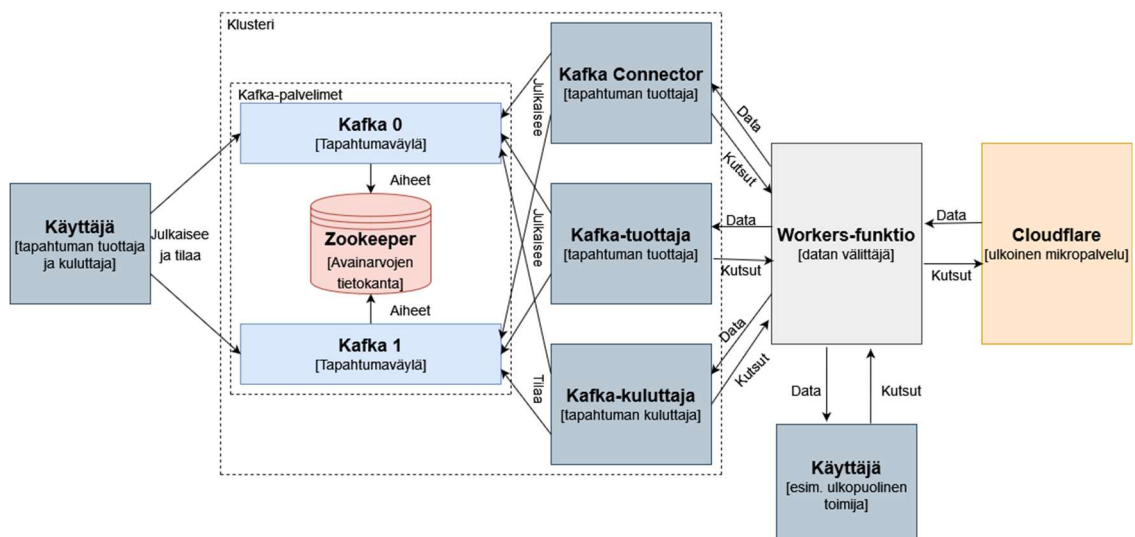 Klusteri
Kafka-palvelimet
Kafka 0
[Tapahtumaväylä]
Aiheet
Zookeeper
[Avainarvojen
tietokanta]
Aiheet
Kafka 1
[Tapahtumaväylä]
Käyttäjä
[tapahtuman tuottaja
ja kuluttaja]
Julkaisee
ja tilaa
Julkaisee
Julkaisee
Tilaa
Kafka Connector
[tapahtuman tuottaja]
Kafka-tuottaja
[tapahtuman tuottaja]
Kafka-kuluttaja
[tapahtuman kuluttaja]
Data
Kutsut
Data
Kutsut
Data
Kutsut
Workers-funktio
[datan välittäjä]
Data
Kutsut
Cloudflare
[ulkoinen mikropalvelu]
Data
Kutsut
Käyttäjä
[esim. ulkopuolinen
toimija]